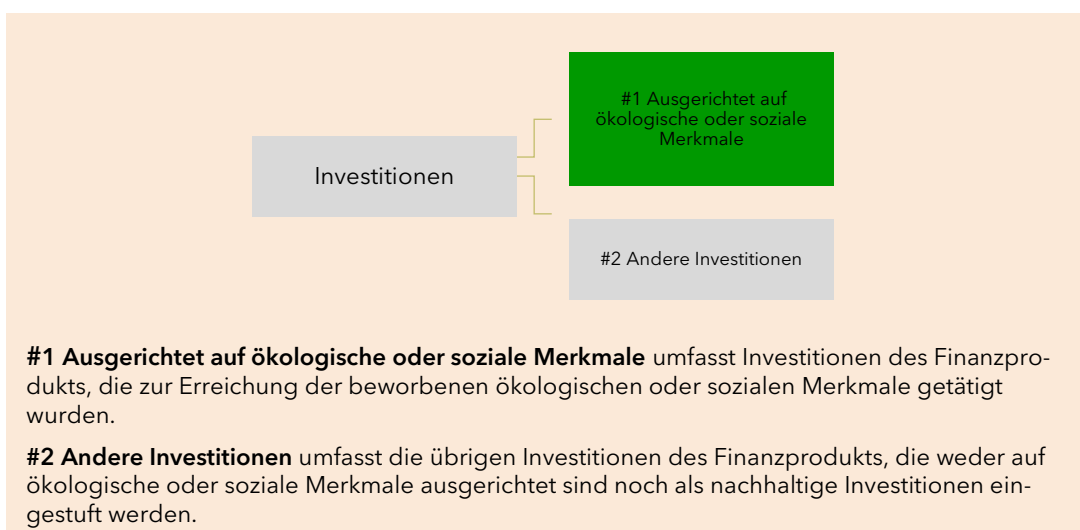 #1 Ausgerichtet auf
ökologische oder soziale
Merkmale
Investitionen
#2 Andere Investitionen
#1 Ausgerichtet auf ökologische oder soziale Merkmale umfasst Investitionen des Finanzpro-
dukts, die zur Erreichung der beworbenen ökologischen oder sozialen Merkmale getätigt
wurden.
#2 Andere Investitionen umfasst die übrigen Investitionen des Finanzprodukts, die weder auf
ökologische oder soziale Merkmale ausgerichtet sind noch als nachhaltige Investitionen ein-
gestuft werden.